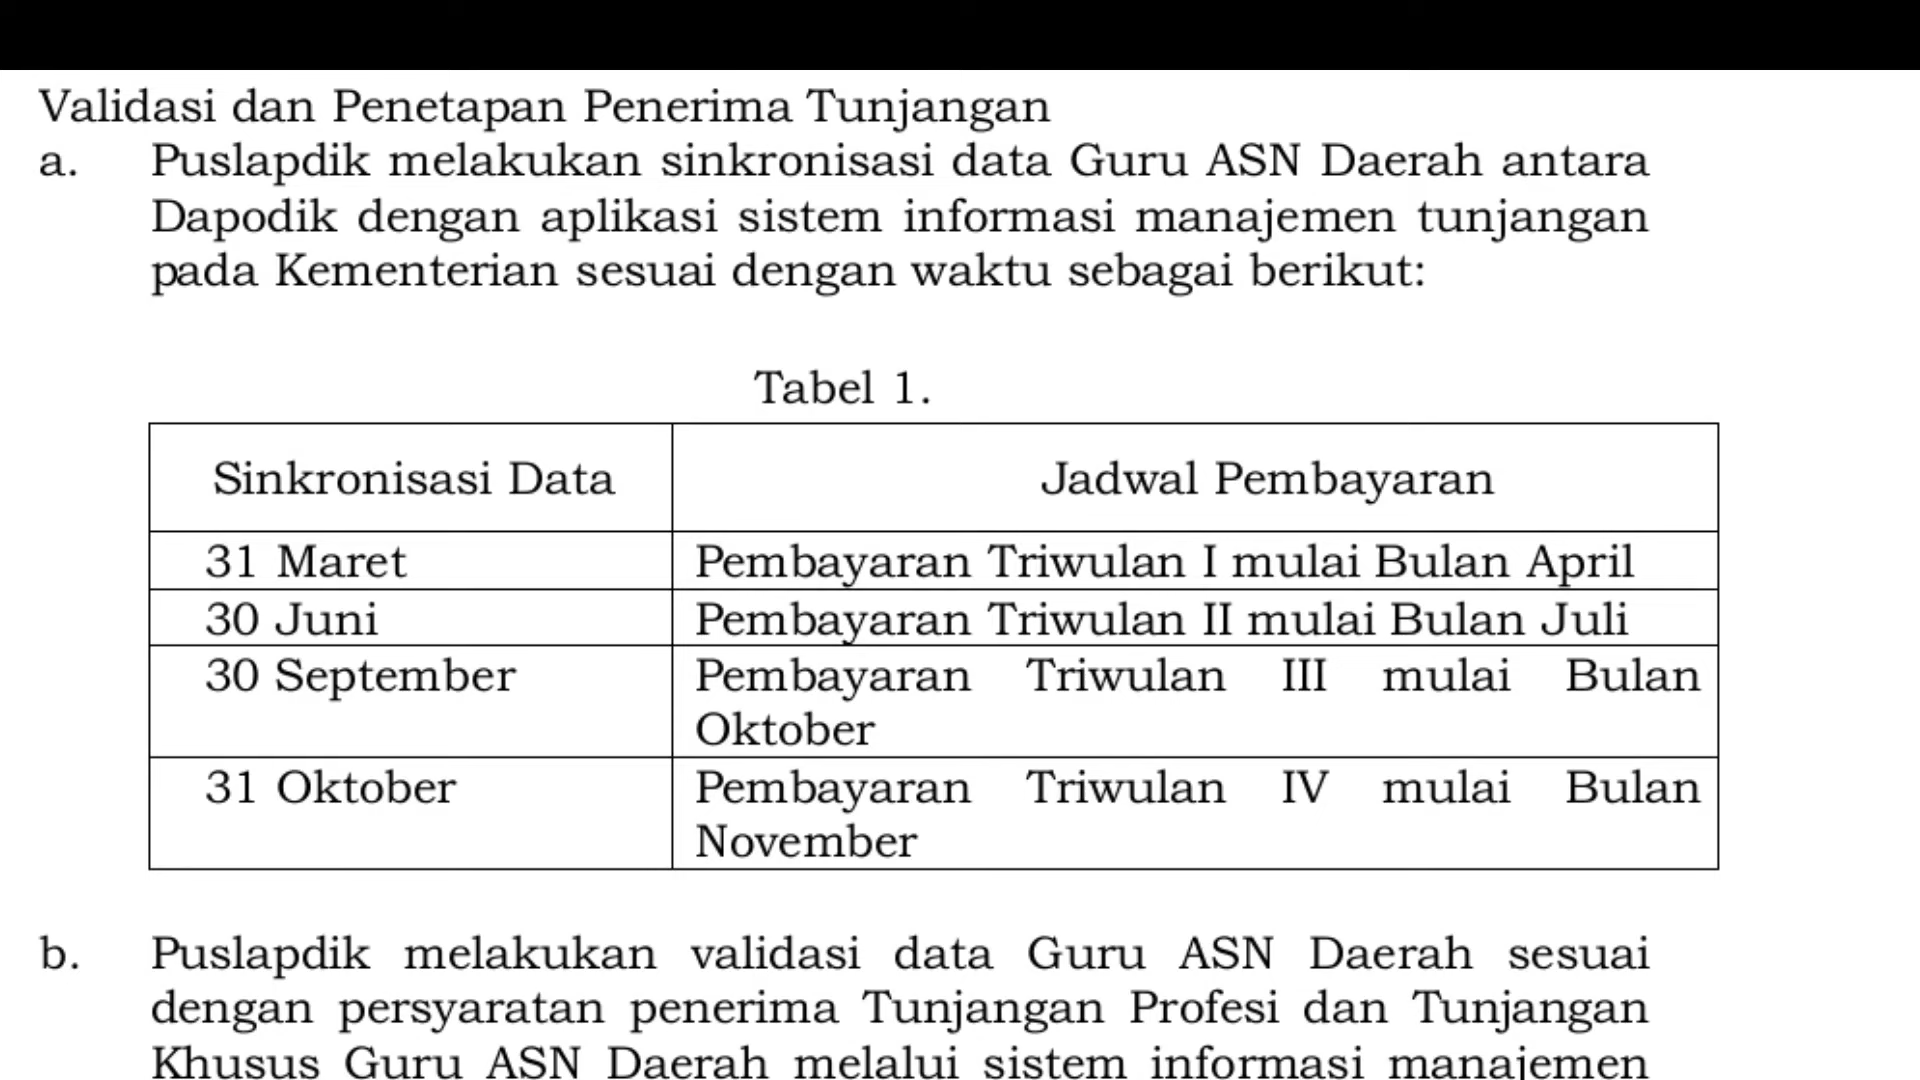 Validasi dan Penetapan Penerima Tunjangan
a. Puslapdik melakukan sinkronisasi data Guru ASN Daerah antara
Dapodik dengan aplikasi sistem informasi manajemen tunjangan
pada Kementerian sesuai dengan waktu sebagai berikut:
Tabel 1.
Sinkronisasi Data Jadwal Pembayaran
31 Maret Pembayaran Triwulan I mulai Bulan April
30 Juni Pembayaran Triwulan II mulai Bulan Juli
30 September Pembayaran Triwulan III mulai Bulan
Oktober
31 Oktober Pembayaran Triwulan IV mulai Bulan
November
b. Puslapdik melakukan validasi data Guru ASN Daerah sesuai
dengan persyaratan penerima Tunjangan Profesi dan Tunjangan
Khusus Guru ASN Daerah melalui sistem informasi manajemen